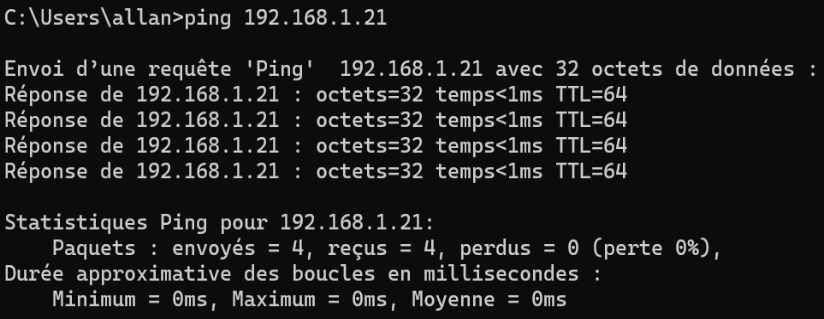 C:\Users\allan>ping 192.168.1.21
Envoi d’une requête 'Ping'  192.168.1.21 avec 32 octets de données :
Réponse de 192.168.1.21 : octets=32 temps<1ms TTL=64
Réponse de 192.168.1.21 : octets=32 temps<1ms TTL=64
Réponse de 192.168.1.21 : octets=32 temps<1ms TTL=64
Réponse de 192.168.1.21 : octets=32 temps<1ms TTL=64
Statistiques Ping pour 192.168.1.21:
    Paquets : envoyés = 4, reçus = 4, perdus = 0 (perte 0%),
Durée approximative des boucles en millisecondes :
    Minimum = 0ms, Maximum = 0ms, Moyenne = 0ms